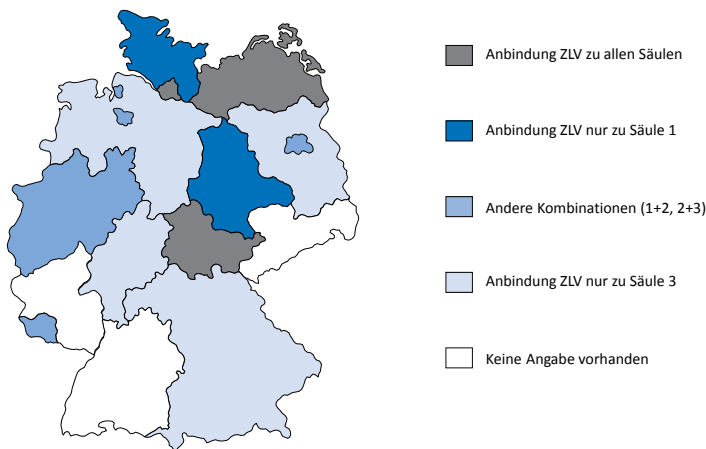 Anbindung ZLV zu allen Säulen
Anbindung ZLV nur zu Säule 1
Andere Kombinationen (1+2, 2+3)
Anbindung ZLV nur zu Säule 3
Keine Angabe vorhanden